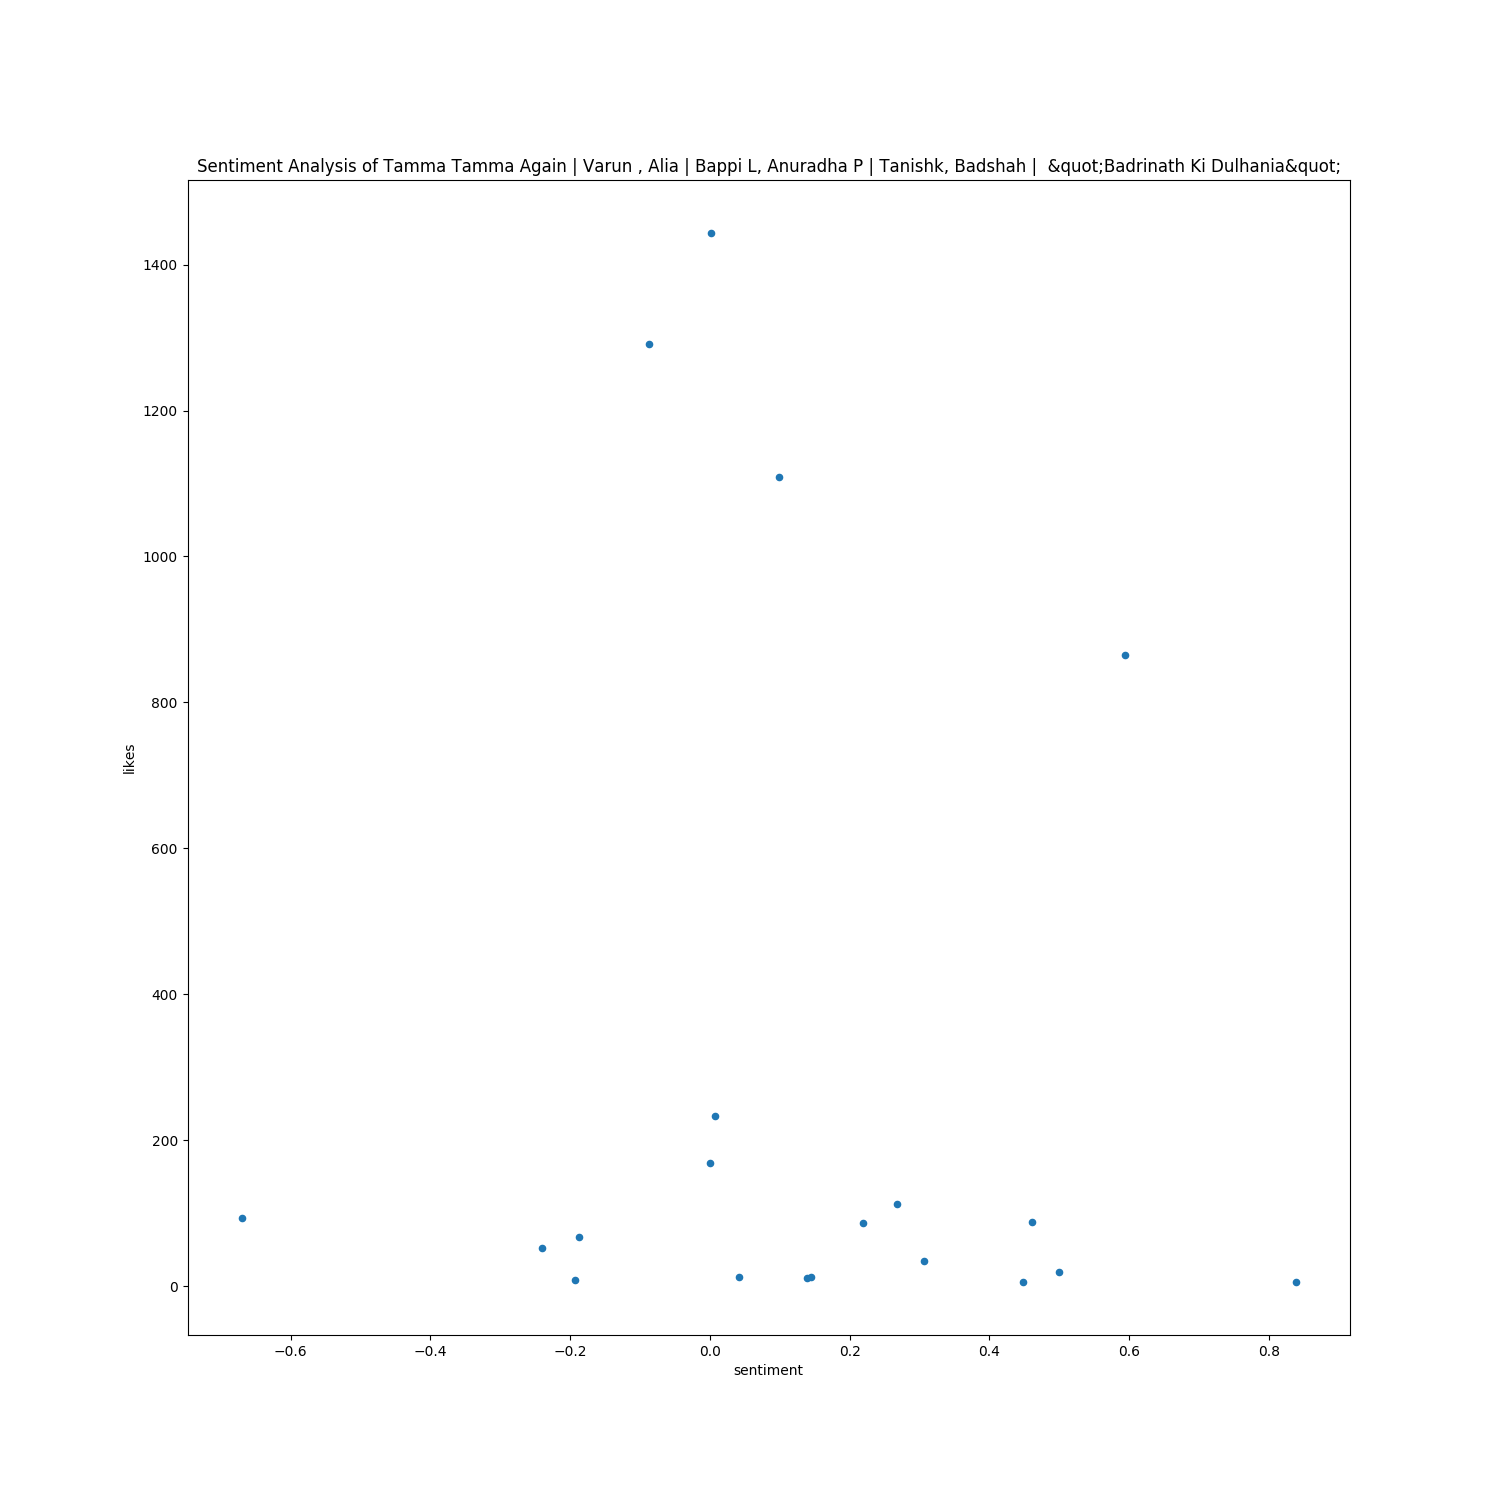 Sentiment Analysis of Tamma Tamma Again | Varun , Alia | Bappi L, Anuradha P | Tanishk, Badshah |  &quot;Badrinath Ki Dulhania&quot;
1400
1200
1000
800
600
400
200
0
likes
−0.6 −0.4 −0.2 0.0 0.2 0.4 0.6 0.8
sentiment